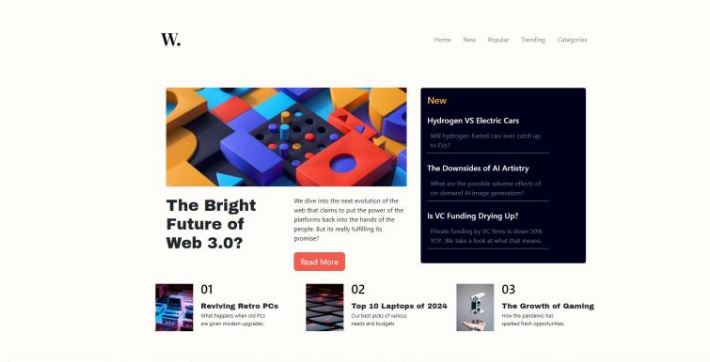 W.
Home New Popular Trending Categories
New
Hydrogen VS Electric Cars
Will hydrogen-fueled cars ever catch up
to EVs?
The Downsides of AI Artistry
What are the possible adverse effects of
on-demand AI image generation?
Is VC Funding Drying Up?
Private funding by VC firms is down 50%
YOY. We take a look at what that means.
The Bright
Future of
Web 3.0?
We dive into the next evolution of the
web that claims to put the power of the
platforms back into the hands of the
people. But its really fulfilling its
promise?
Read More
01
Reviving Retro PCs
What happens when old PCs
are given modern upgrades.
02
Top 10 Laptops of 2024
Our best picks of various
needs and budgets
03
The Growth of Gaming
How the pandemic has
sparked fresh opportunities.